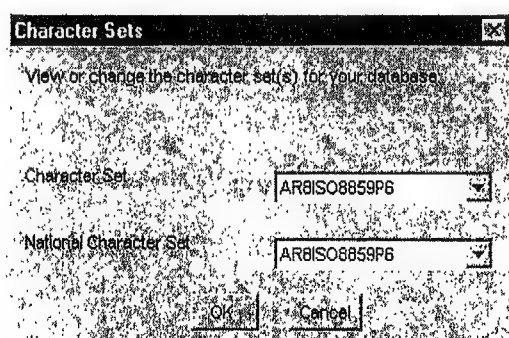 Character Sets
View or change the character set(s) for your database.
Character Set
AR8ISO8859P6
National Character Set
AR8ISO8859P6
OK
Cancel